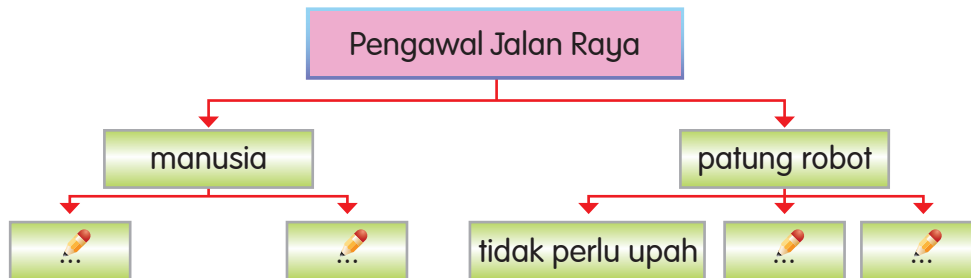 Pengawal Jalan Raya
manusia
patung robot
...
...
tidak perlu upah
...
...